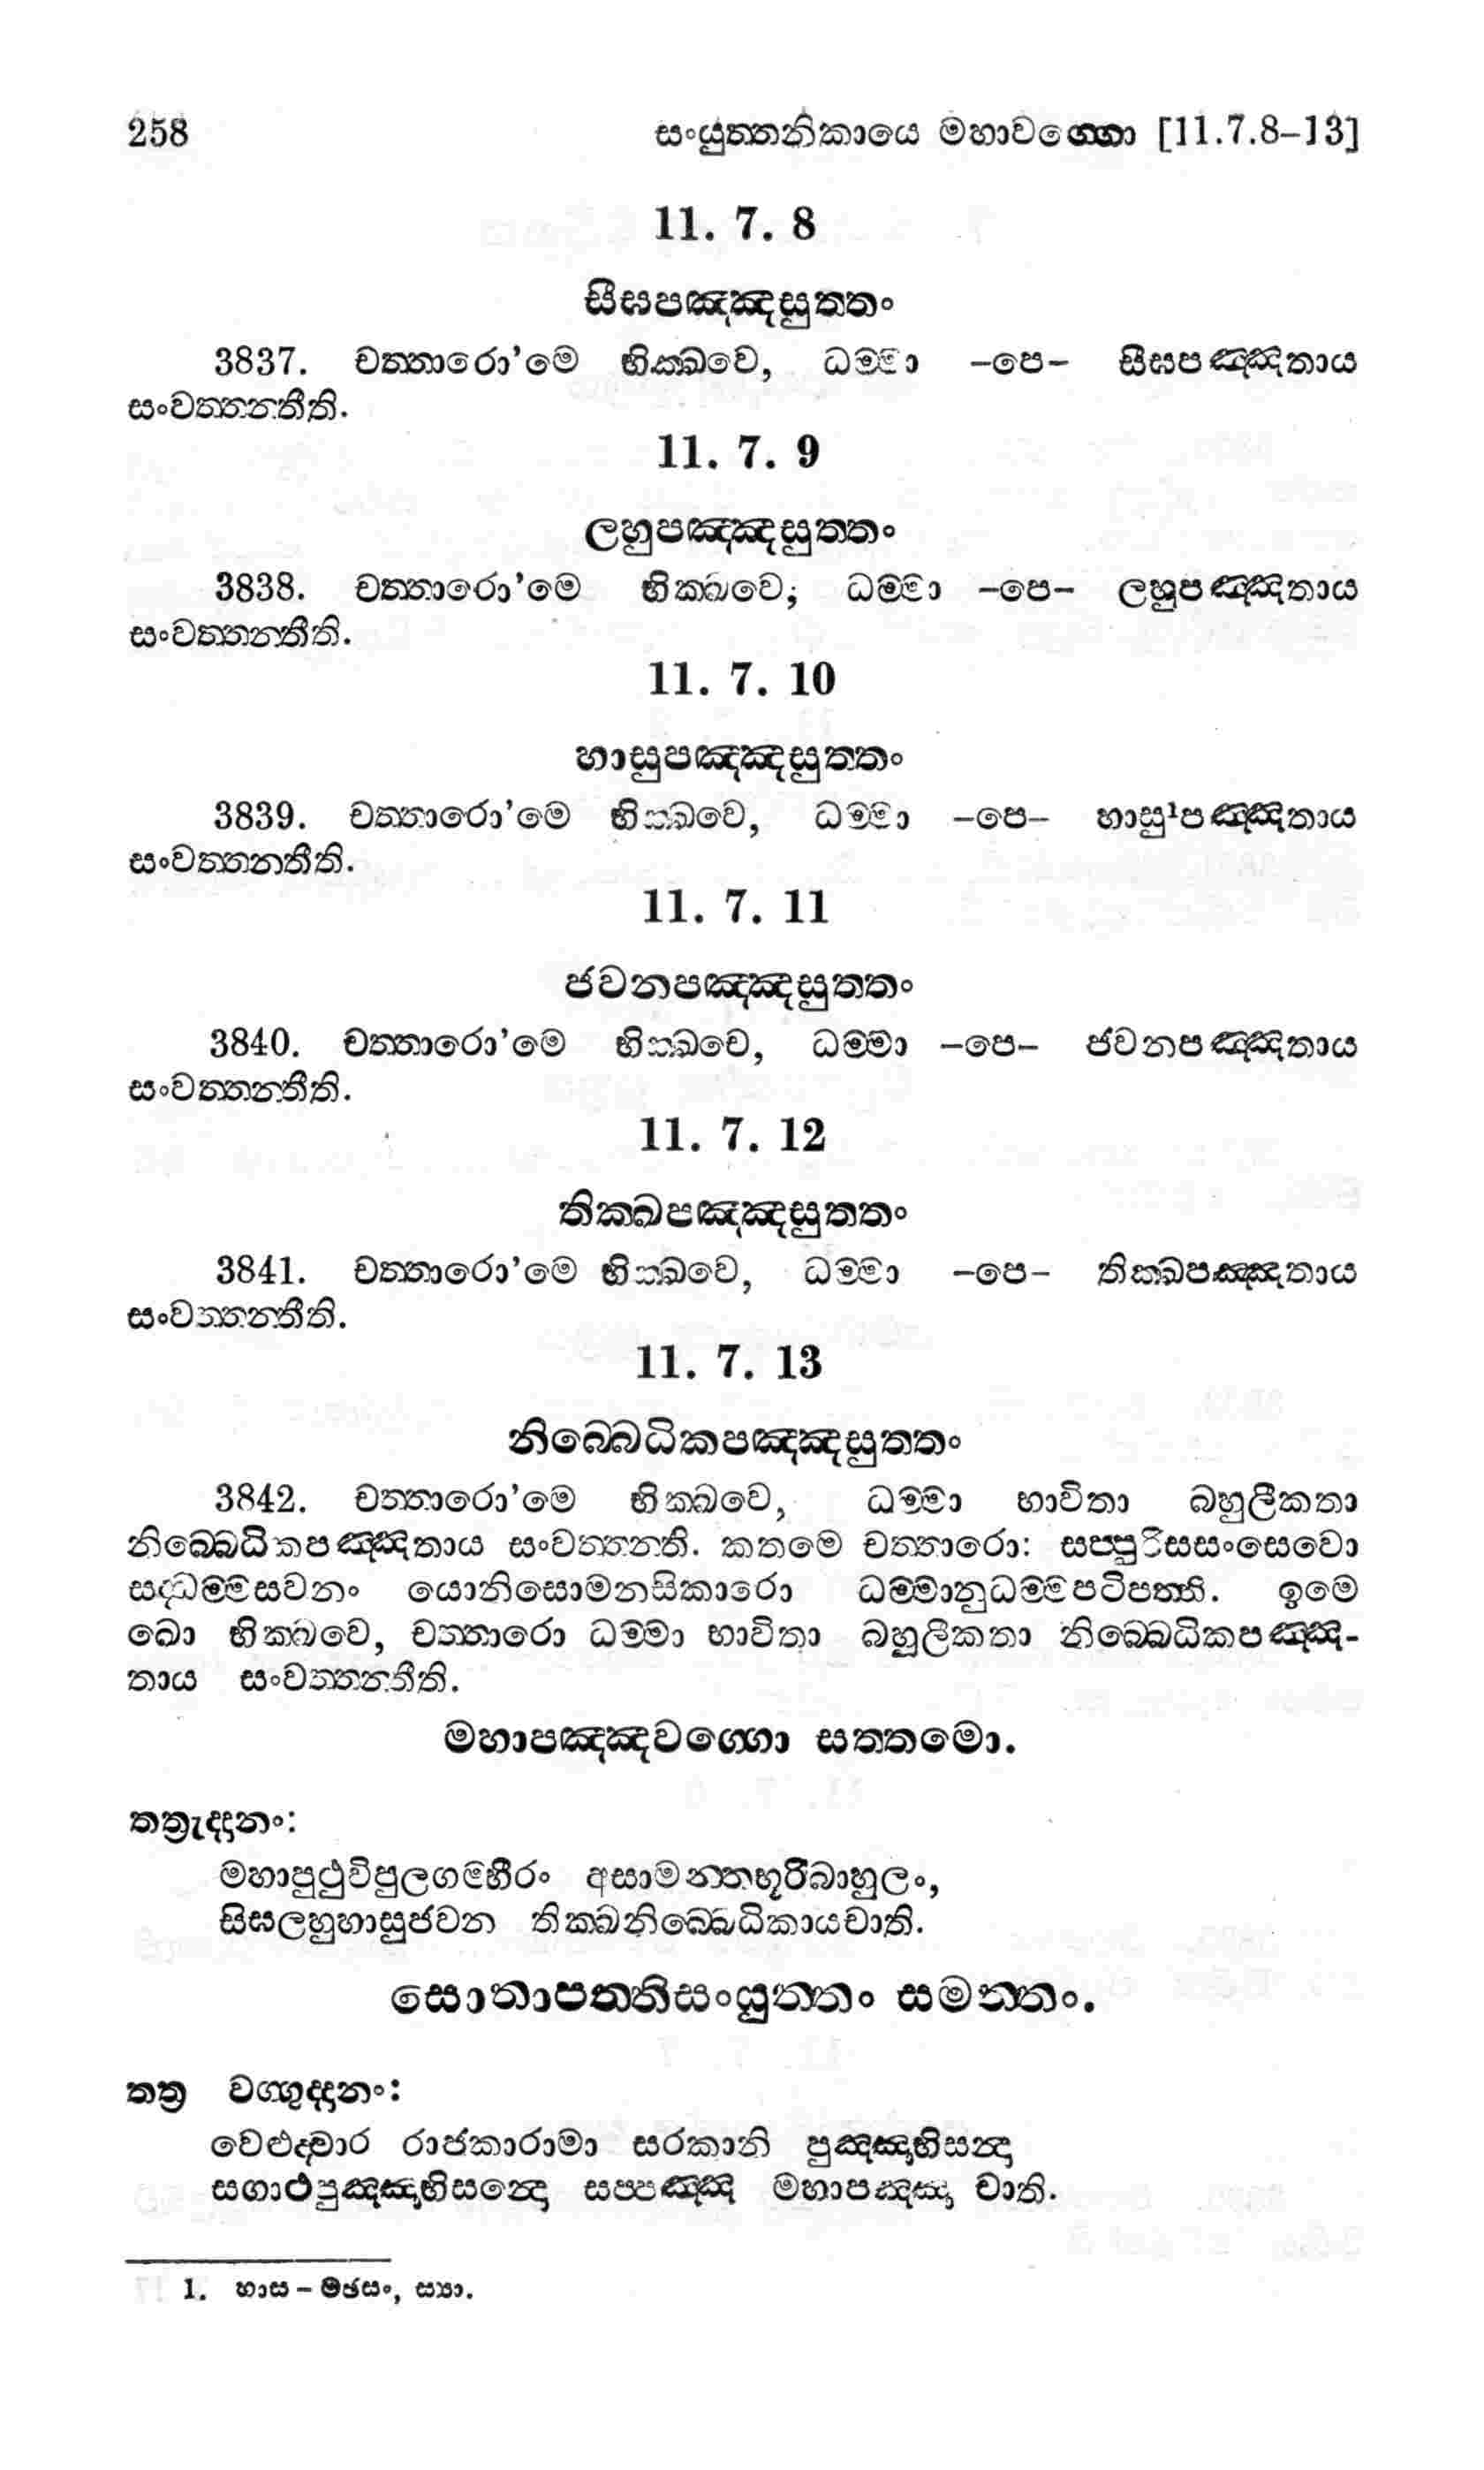 258 සංයුත්තනිකායෙ මහාවග්ගො [11.7.8–13]
11. 7. 8
සීඝපඤ්ඤසුත්තං
3837. චත්තාරො’මෙ භික්ඛවෙ, ධම්මා –පෙ– සීඝපඤ්ඤතාය
සංවත්තන්තීති.
11. 7. 9
ලහුපඤ්ඤසුත්තං
3838. චත්තාරො’මෙ භික්ඛවෙ, ධම්මා –පෙ– ලහුපඤ්ඤතාය
සංවත්තන්තීති.
11. 7. 10
හාසුපඤ්ඤසුත්තං
3839. චත්තාරො’මෙ භික්ඛවෙ, ධම්මා –පෙ– හාසු¹පඤ්ඤතාය
සංවත්තන්තීති.
11. 7. 11
ජවනපඤ්ඤසුත්තං
3840. චත්තාරො’මෙ භික්ඛවෙ, ධම්මා –පෙ– ජවනපඤ්ඤතාය
සංවත්තන්තීති.
11. 7. 12
තික්ඛපඤ්ඤසුත්තං
3841. චත්තාරො’මෙ භික්ඛවෙ, ධම්මා –පෙ– තික්ඛපඤ්ඤතාය
සංවත්තන්තීති.
11. 7. 13
නිබ්බෙධිකපඤ්ඤසුත්තං
3842. චත්තාරො’මෙ භික්ඛවෙ, ධම්මා භාවිතා බහුලීකතා
නිබ්බෙධිකපඤ්ඤතාය සංවත්තන්ති. කතමෙ චත්තාරො: සප්පුරිසසංසෙවො
සද්ධම්මසවනං යොනිසොමනසිකාරො ධම්මානුධම්මපටිපත්ති. ඉමෙ
ඛො භික්ඛවෙ, චත්තාරො ධම්මා භාවිතා බහුලීකතා නිබ්බෙධිකපඤ්ඤ-
තාය සංවත්තන්තීති.
මහාපඤ්ඤවග්ගො සත්තමො.
තත්‍රුද්දානං:
මහාපුථුවිපුලගම්භීරං අසාමන්තභූරිබාහුලං,
සිඝලහුහාසුජවන තික්ඛනිබ්බෙධිකායචාති.
සොතාපත්තිසංයුත්තං සමත්තං.
තත්‍ර වග්ගුද්දානං:
වෙළුද්වාර රාජකාරාමා සරකානි පුඤ්ඤාභිසන්දා
සගාථපුඤ්ඤාභිසන්දො සප්පඤ්ඤ මහාපඤ්ඤා චාති.
1. හාස – මඡසං, ස්‍යා.